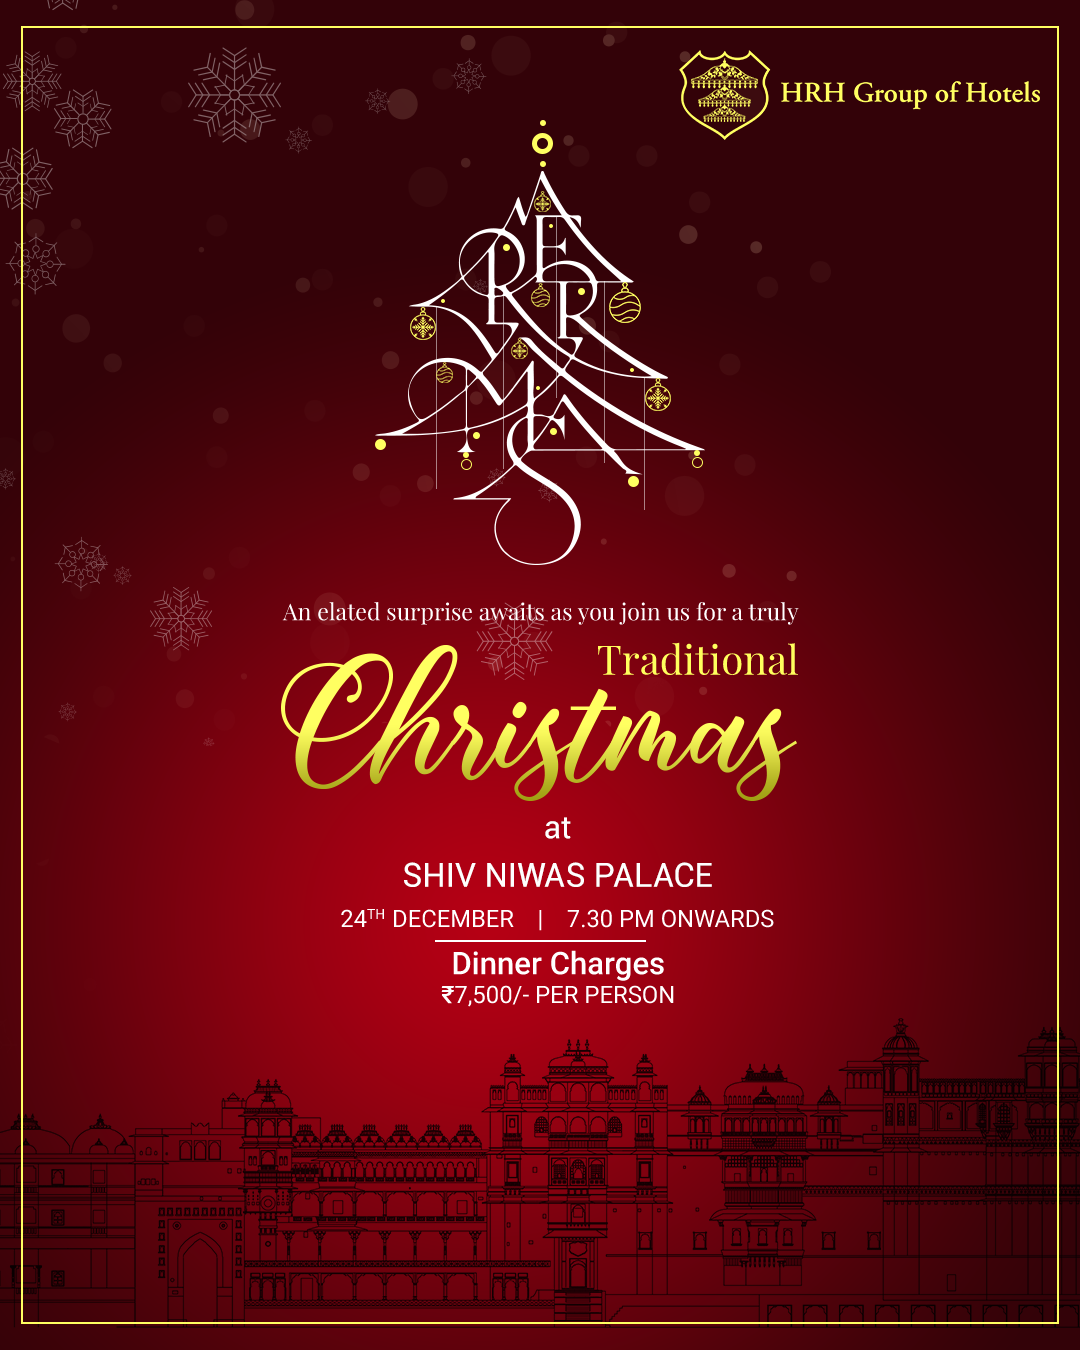 HRH Group of Hotels
MERRY
XMAS
An elated surprise awaits as you join us for a truly
Traditional
Christmas
at
SHIV NIWAS PALACE
24TH DECEMBER | 7.30 PM ONWARDS
Dinner Charges
₹7,500/- PER PERSON